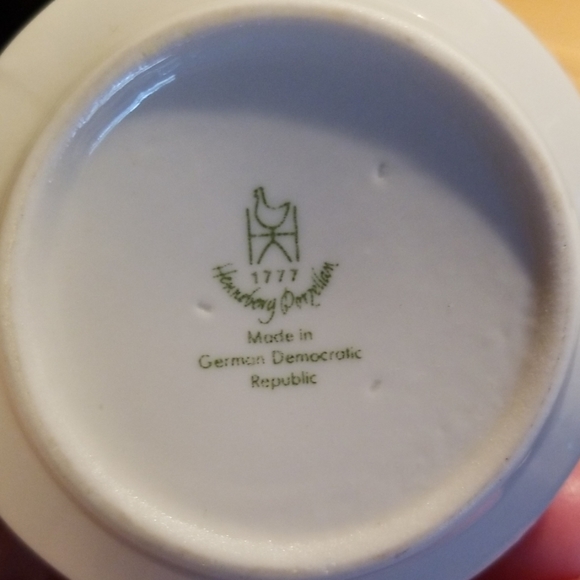 1777
Henneberg Porzellan
Made in
German Democratic
Republic